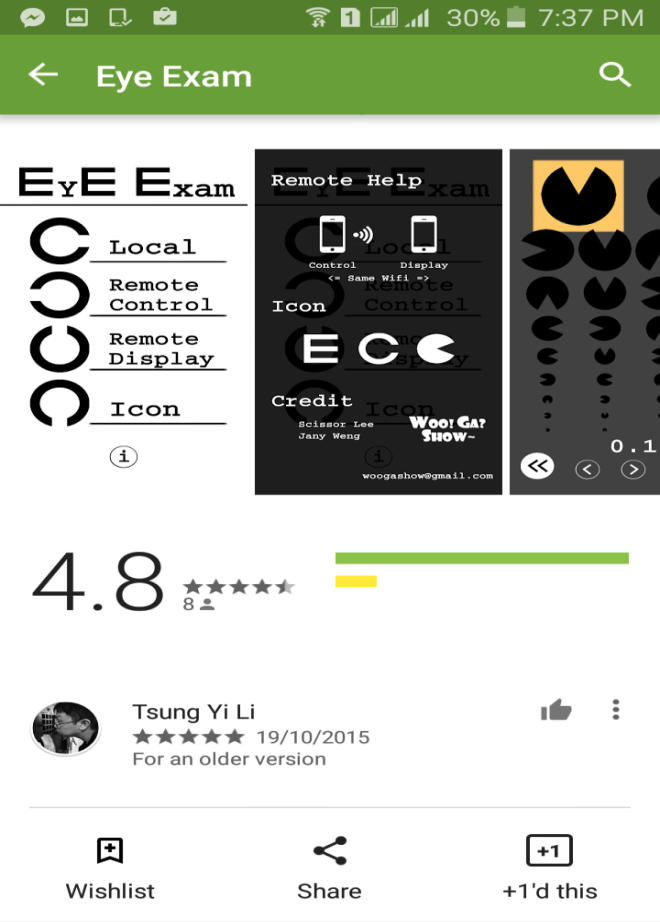 1
30%
7:37 PM
Eye Exam
EYE EXAM
Local
Remote
Control
Remote
Display
Icon
i
Remote Help
Control Display
<= Same Wifi =>
Icon
E C
Credit
Scissor Lee
Jany Weng
WOO! GA?
SHOW~
woogashow@gmail.com
0.1
4.8
8
Tsung Yi Li
19/10/2015
For an older version
+1
Wishlist
Share
+1'd this